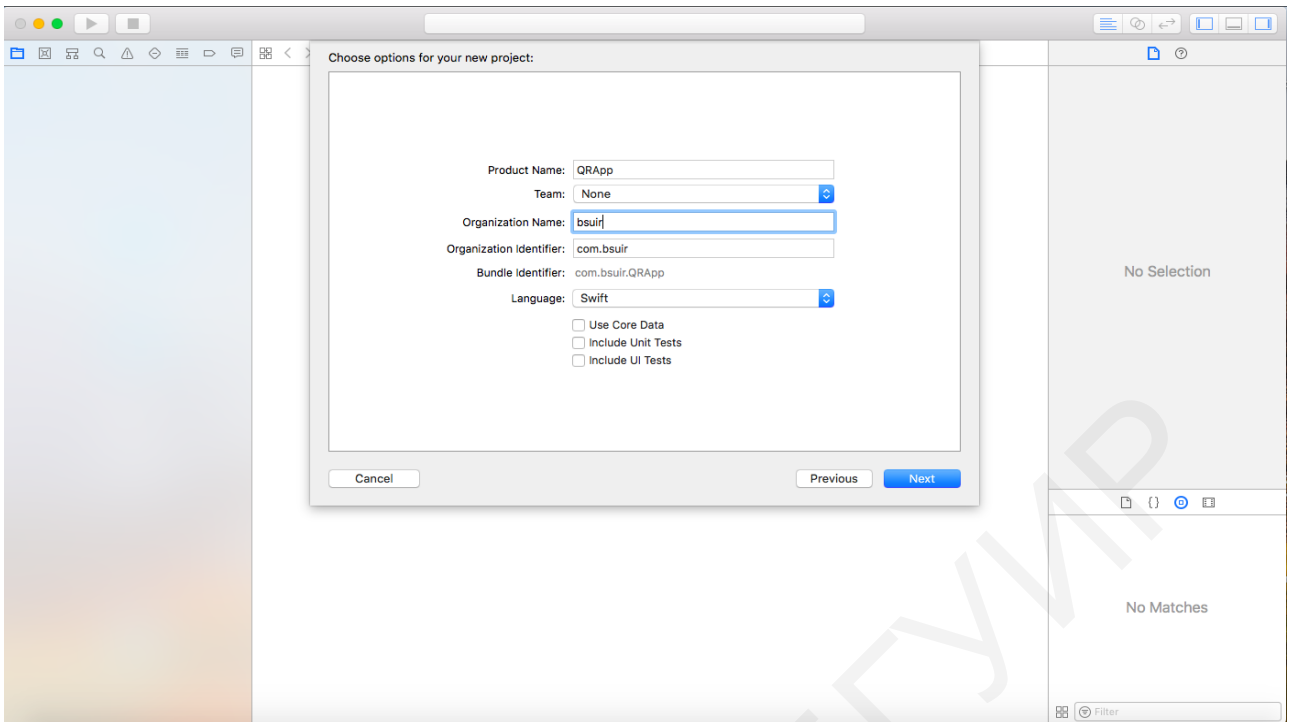 Choose options for your new project:
Product Name: QRApp
Team: None
Organization Name: bsuir
Organization Identifier: com.bsuir
Bundle Identifier: com.bsuir.QRApp
Language: Swift
Use Core Data
Include Unit Tests
Include UI Tests
Cancel Previous Next
No Selection
No Matches
Filter
ГУИР